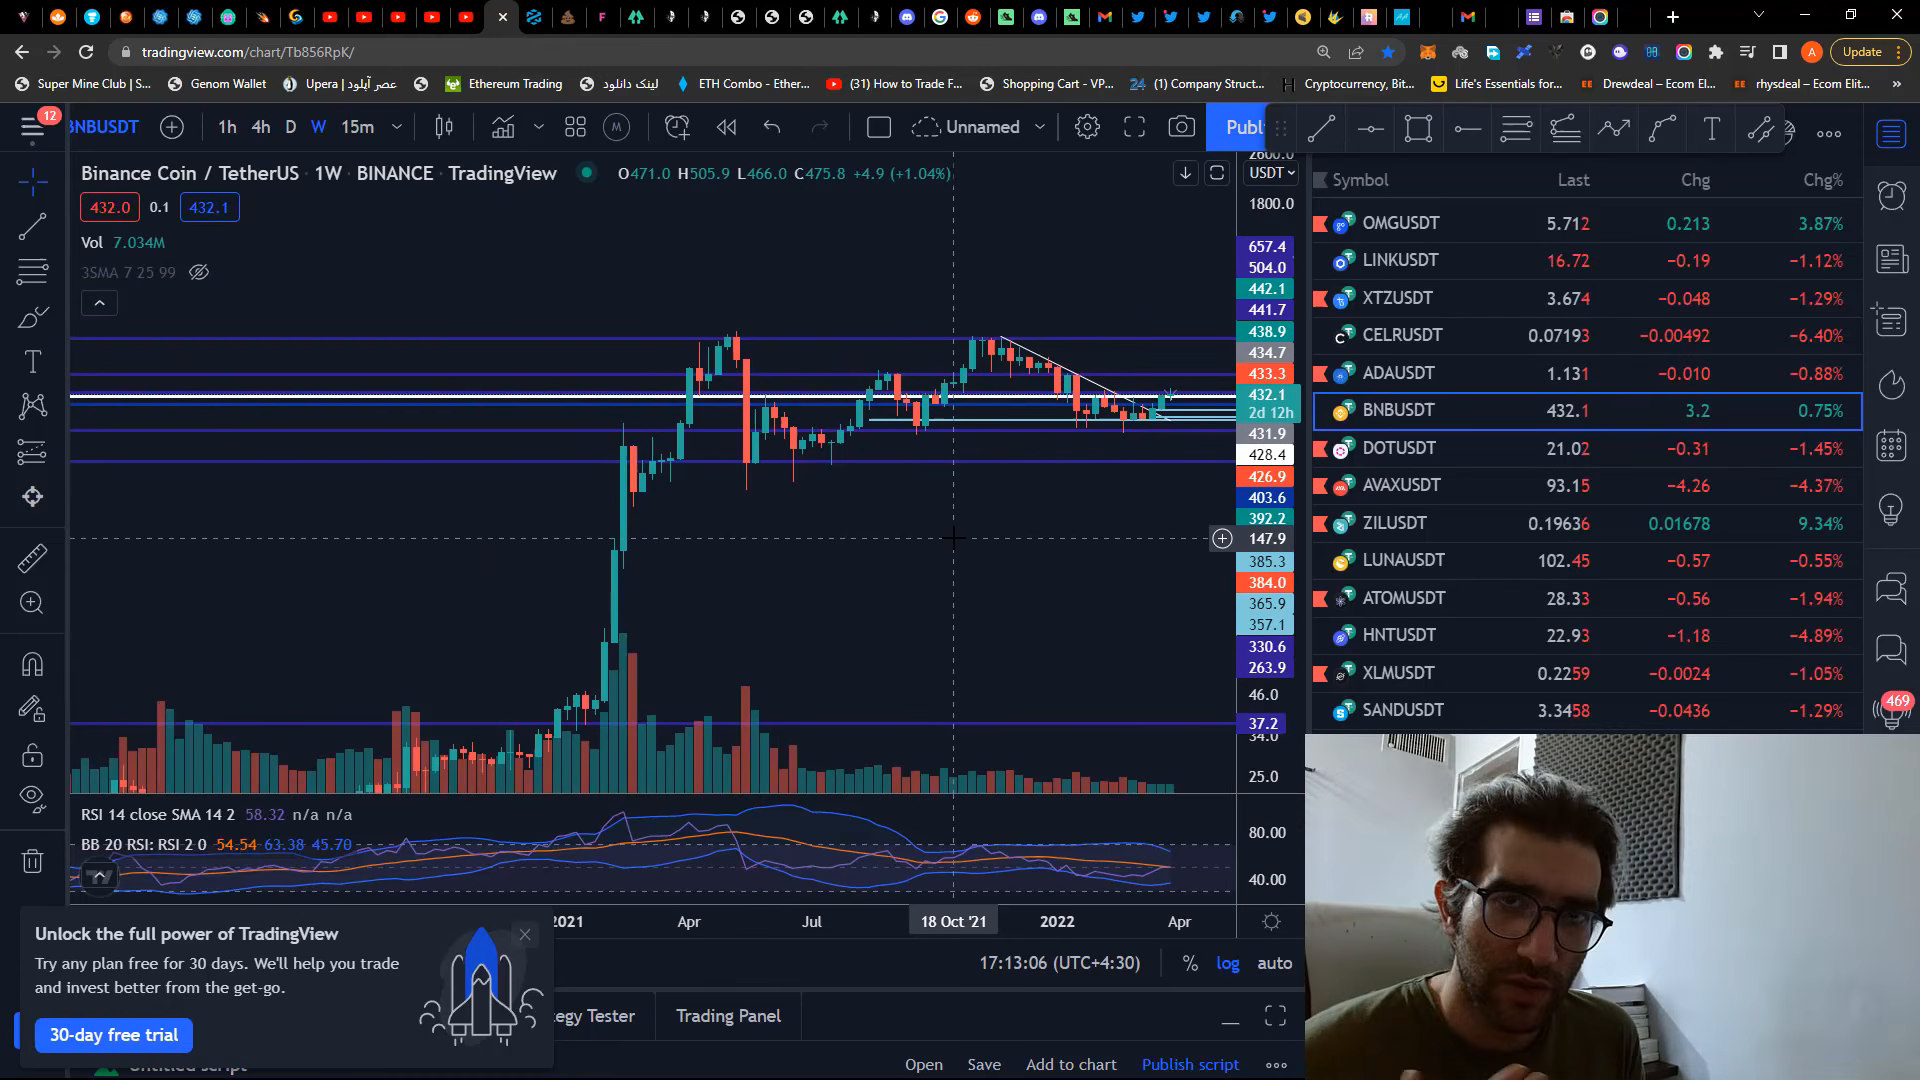 tradingview.com/chart/Tb856RpK/
Update
Super Mine Club | S...
Genom Wallet
Upera | عصر آپلود
Ethereum Trading
لینک دانلود
ETH Combo - Ether...
(31) How to Trade F...
Shopping Cart - VP...
(1) Company Struct...
Cryptocurrency, Bit...
Life's Essentials for...
Drewdeal – Ecom El...
rhysdeal – Ecom Elit...
12
BNBUSDT
1h 4h D W 15m
M
Unnamed
Publ
Binance Coin / TetherUS · 1W · BINANCE · TradingView
O471.0 H505.9 L466.0 C475.8 +4.9 (+1.04%)
USDT
432.0 0.1 432.1
Vol 7.034M
3SMA 7 25 99
2600.0
1800.0
657.4
504.0
442.1
441.7
438.9
434.7
433.3
432.1
2d 12h
431.9
428.4
426.9
403.6
392.2
147.9
385.3
384.0
365.9
357.1
330.6
263.9
46.0
37.2
34.0
25.0
RSI 14 close SMA 14 2 58.32 n/a n/a
BB 20 RSI: RSI 2 0 54.54 63.38 45.70
80.00
40.00
2021 Apr Jul 18 Oct '21 2022 Apr
17:13:06 (UTC+4:30) % log auto
Unlock the full power of TradingView
Try any plan free for 30 days. We'll help you trade
and invest better from the get-go.
30-day free trial
egy Tester
Trading Panel
Untitled script
Open Save Add to chart Publish script
Symbol Last Chg Chg%
OMGUSDT 5.712 0.213 3.87%
LINKUSDT 16.72 −0.19 −1.12%
XTZUSDT 3.674 −0.048 −1.29%
CELRUSDT 0.07193 −0.00492 −6.40%
ADAUSDT 1.131 −0.010 −0.88%
BNBUSDT 432.1 3.2 0.75%
DOTUSDT 21.02 −0.31 −1.45%
AVAXUSDT 93.15 −4.26 −4.37%
ZILUSDT 0.19636 0.01678 9.34%
LUNAUSDT 102.45 −0.57 −0.55%
ATOMUSDT 28.33 −0.56 −1.94%
HNTUSDT 22.93 −1.18 −4.89%
XLMUSDT 0.2259 −0.0024 −1.05%
SANDUSDT 3.3458 −0.0436 −1.29%
469